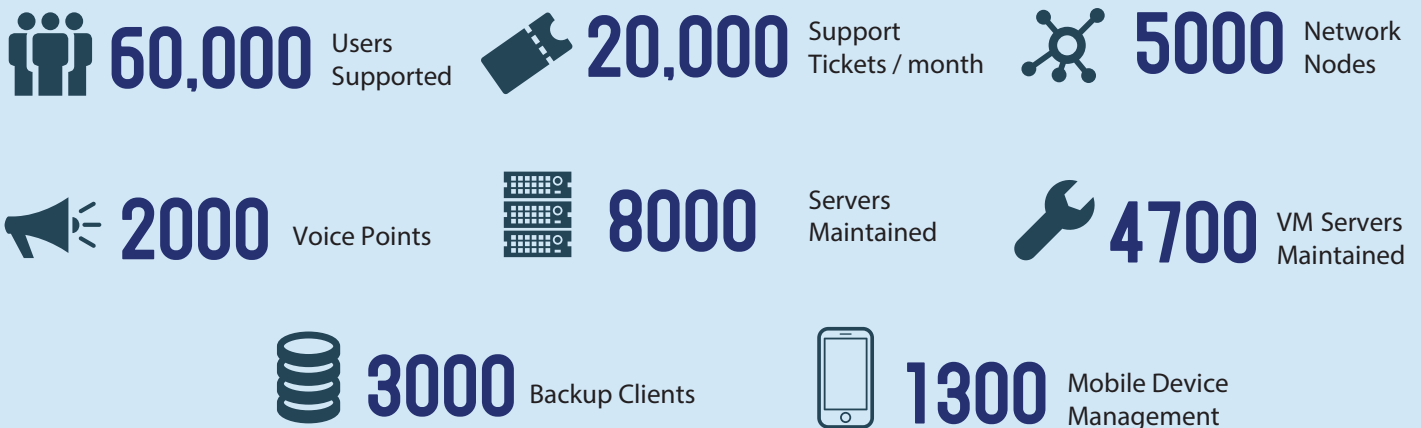 60,000 Users
Supported
20,000 Support
Tickets / month
5000 Network
Nodes
2000 Voice Points
8000 Servers
Maintained
4700 VM Servers
Maintained
3000 Backup Clients
1300 Mobile Device
Management